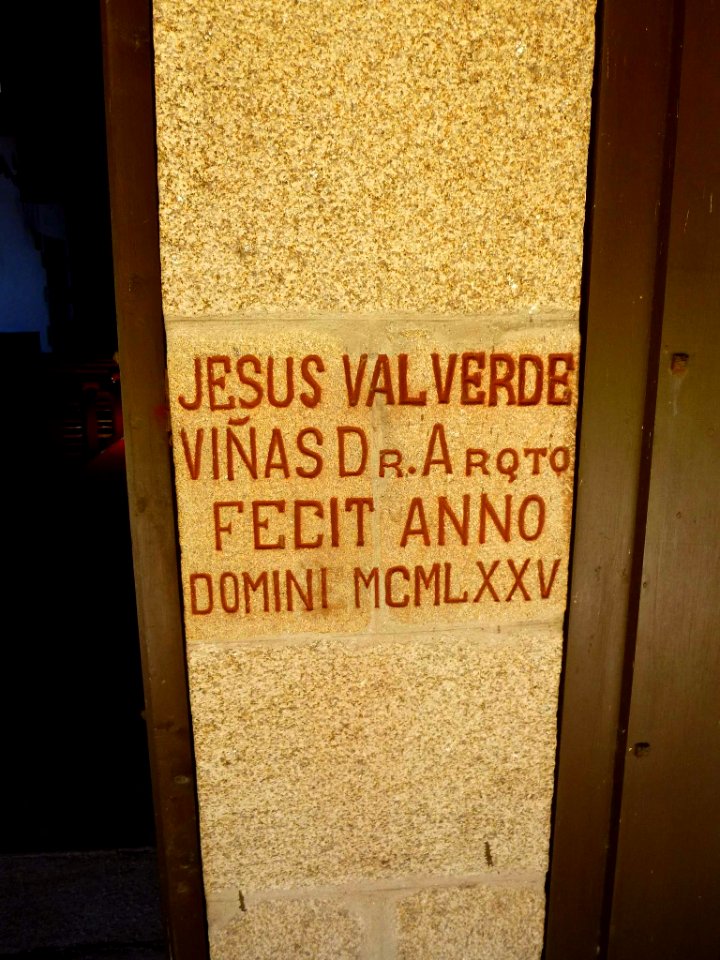 JESUS VALVERDE
VIÑAS DR. ARQTO
FECIT ANNO
DOMINI MCMLXXV